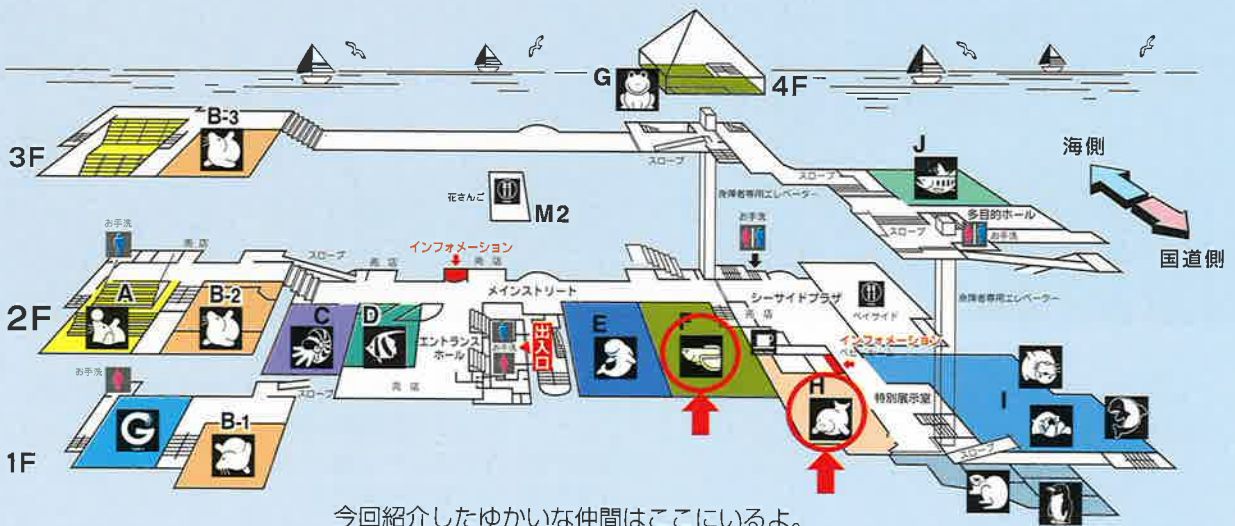 G
4F
B-3
3F
スロープ
J
海側
スロープ
身障者専用エレベーター
花さんご
M2
お手洗
多目的ホール
お手洗
スロープ
国道側
お手洗
売店
スロープ
売店
インフォメーション
売店
メインストリート
シーサイドプラザ
身障者専用エレベーター
2F
A
B-2
C
D
エントランス
ホール
お手洗
出入口
E
F
売店
ベイサイド
インフォメーション
お手洗
スロープ
売店
H
特別展示室
I
G
B-1
1F
スロープ
今回紹介したゆかいな仲間はここにいるよ。